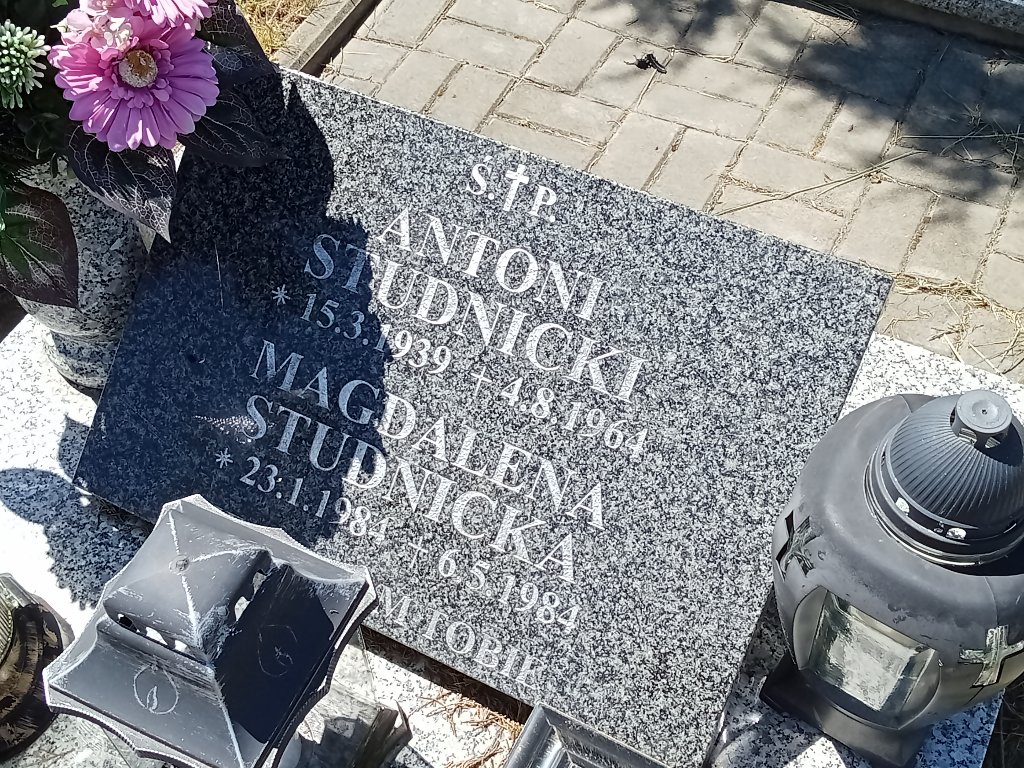 Ś.†P.
ANTONI
STUDNICKI
* 15.3.1939 + 4.8.1964
MAGDALENA
STUDNICKA
* 23.1.1984 + 6.5.1984